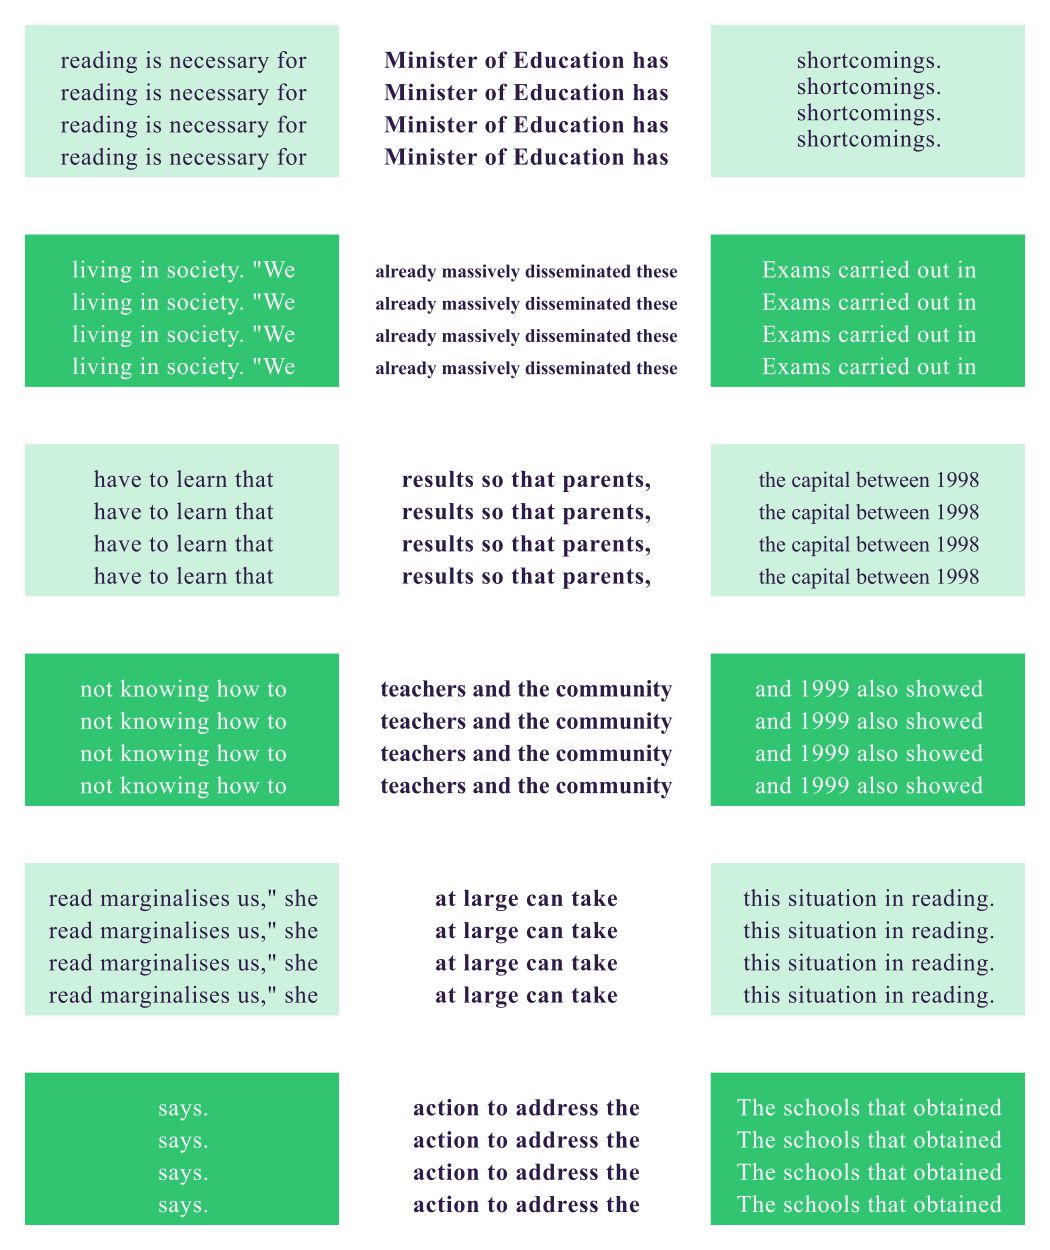 reading is necessary for
reading is necessary for
reading is necessary for
reading is necessary for
living in society. "We
living in society. "We
living in society. "We
living in society. "We
have to learn that
have to learn that
have to learn that
have to learn that
not knowing how to
not knowing how to
not knowing how to
not knowing how to
read marginalises us," she
read marginalises us," she
read marginalises us," she
read marginalises us," she
says.
says.
says.
says.
Minister of Education has
Minister of Education has
Minister of Education has
Minister of Education has
already massively disseminated these
already massively disseminated these
already massively disseminated these
already massively disseminated these
results so that parents,
results so that parents,
results so that parents,
results so that parents,
teachers and the community
teachers and the community
teachers and the community
teachers and the community
at large can take
at large can take
at large can take
at large can take
action to address the
action to address the
action to address the
action to address the
shortcomings.
shortcomings.
shortcomings.
shortcomings.
Exams carried out in
Exams carried out in
Exams carried out in
Exams carried out in
the capital between 1998
the capital between 1998
the capital between 1998
the capital between 1998
and 1999 also showed
and 1999 also showed
and 1999 also showed
and 1999 also showed
this situation in reading.
this situation in reading.
this situation in reading.
this situation in reading.
The schools that obtained
The schools that obtained
The schools that obtained
The schools that obtained